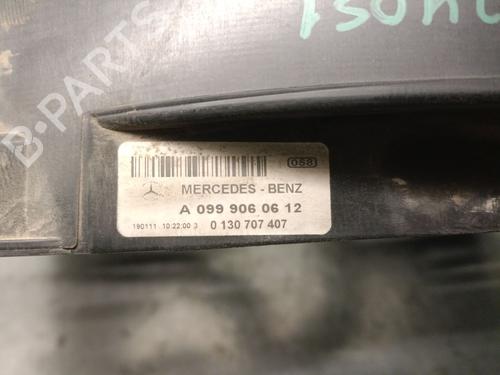 B-PARTS
058
MERCEDES - BENZ
A 099 906 06 12
190111 10:22:00 3 0 130 707 407